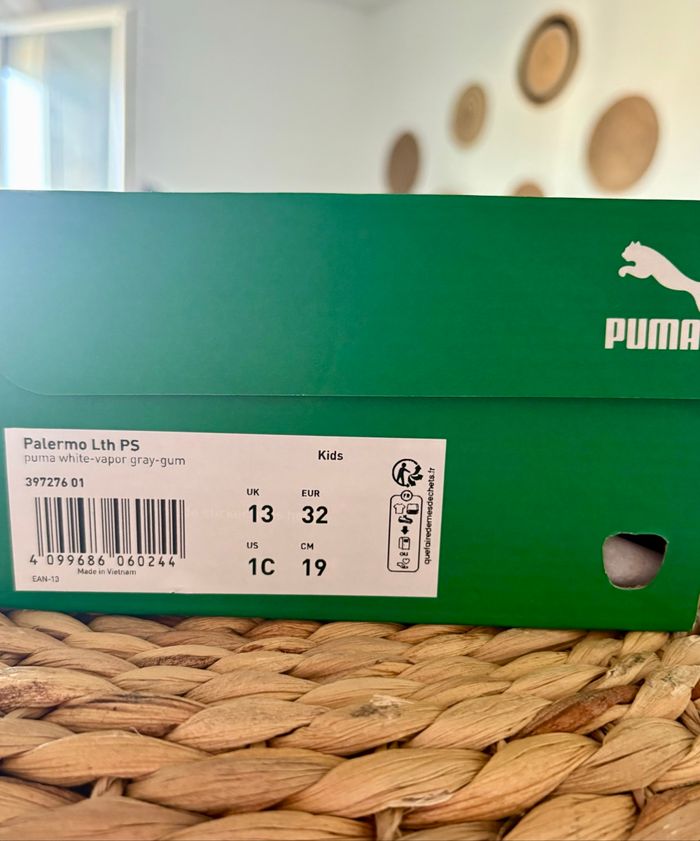 PUMA
Palermo Lth PS
puma white-vapor gray-gum
Kids
397276 01
UK
EUR
13
32
US
CM
1C
19
4 099686 060244
Made in Vietnam
EAN-13
FR
quefairedemesdechets.fr